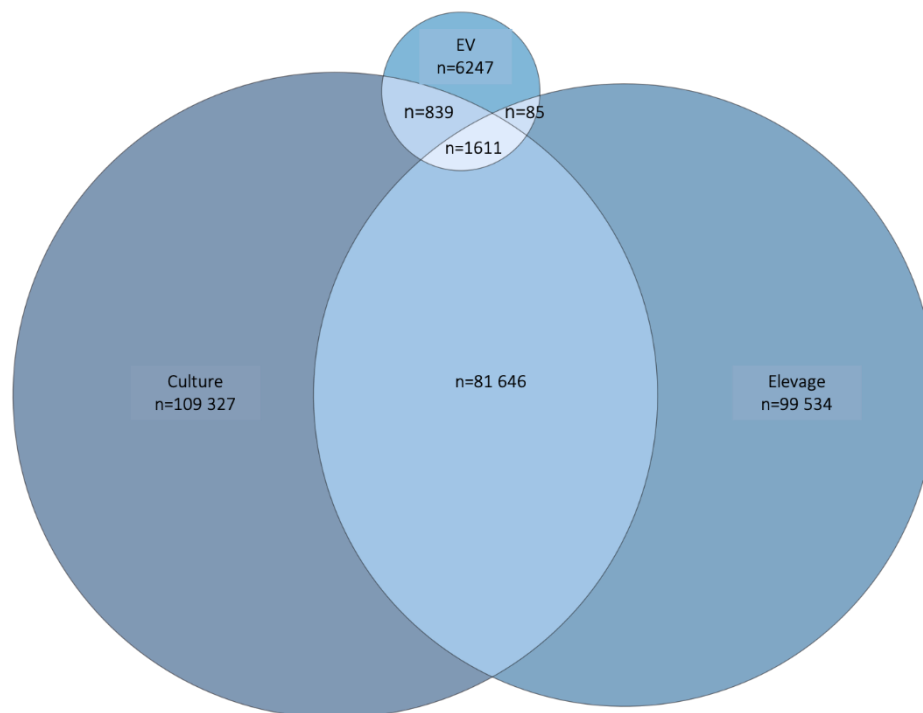 EV
n=6247
n=839
n=85
n=1611
Culture
n=109 327
n=81 646
Elevage
n=99 534